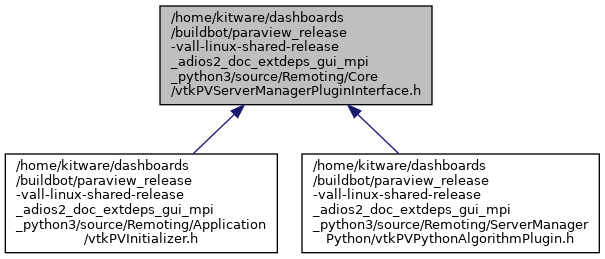 /home/kitware/dashboards
/buildbot/paraview_release
-vall-linux-shared-release
_adios2_doc_extdeps_gui_mpi
_python3/source/Remoting/Core
/vtkPVServerManagerPluginInterface.h
/home/kitware/dashboards
/buildbot/paraview_release
-vall-linux-shared-release
_adios2_doc_extdeps_gui_mpi
_python3/source/Remoting/Application
/vtkPVInitializer.h
/home/kitware/dashboards
/buildbot/paraview_release
-vall-linux-shared-release
_adios2_doc_extdeps_gui_mpi
_python3/source/Remoting/ServerManager
Python/vtkPVPythonAlgorithmPlugin.h